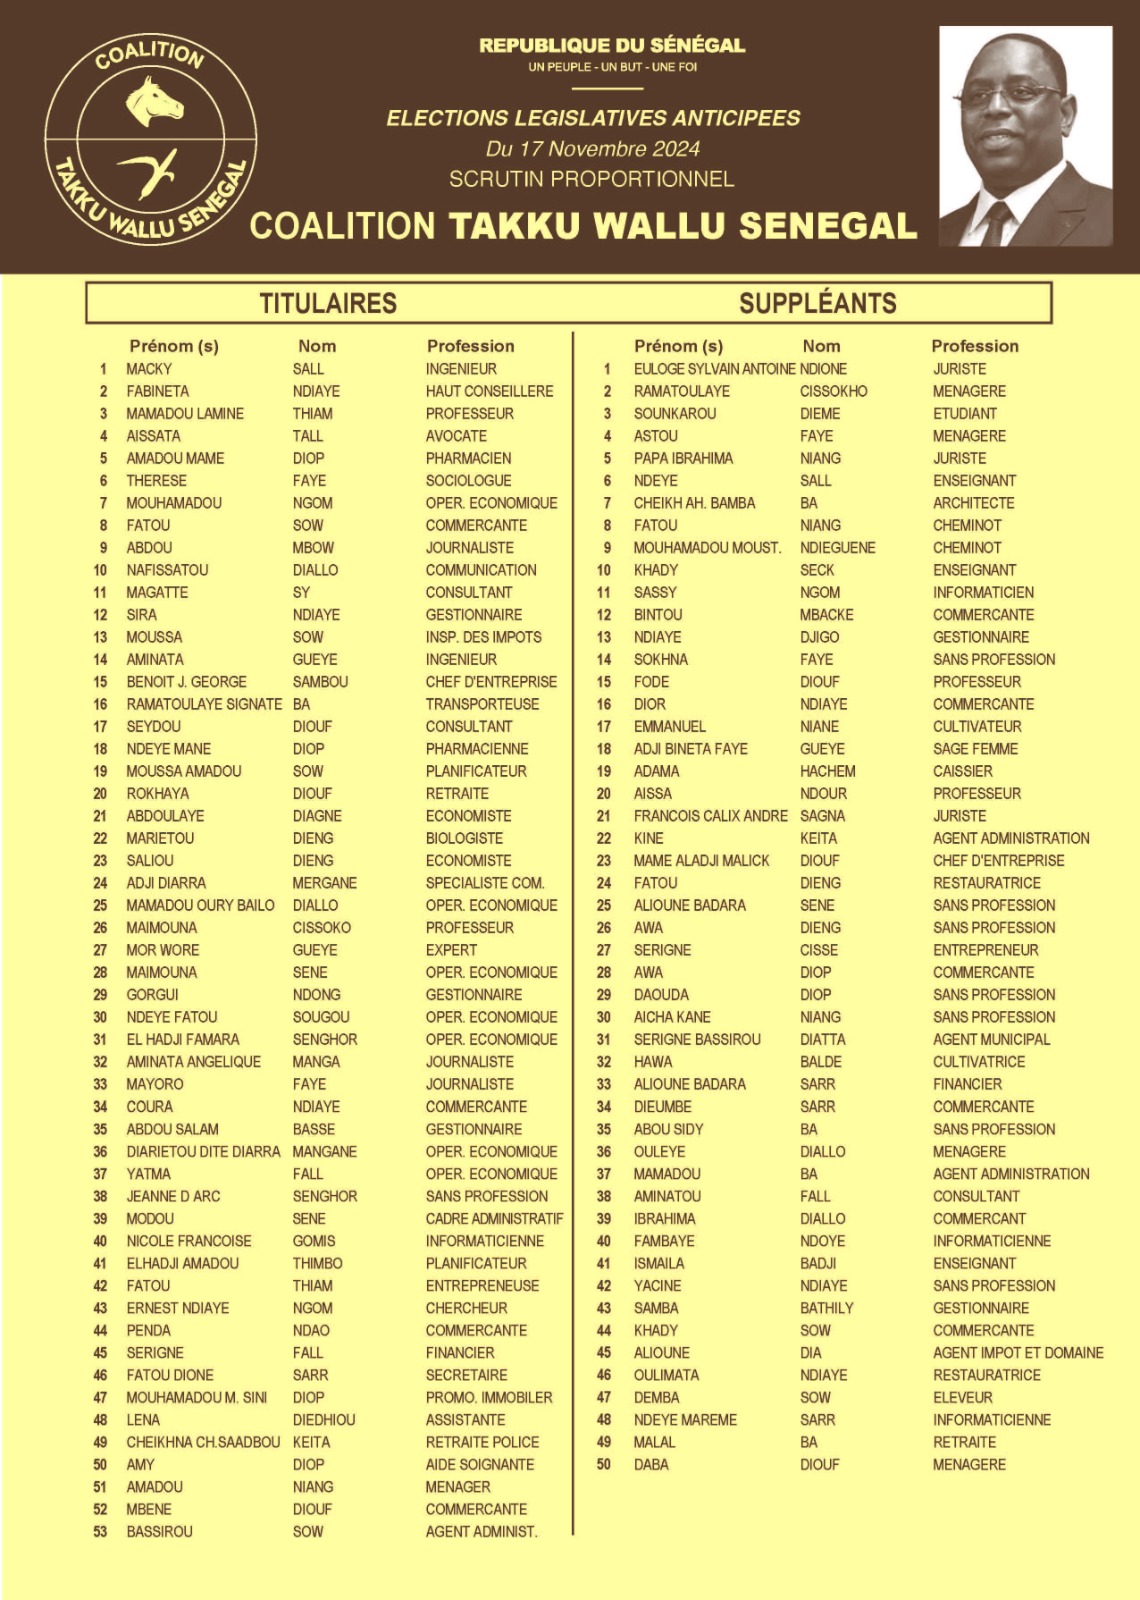 COALITION
TAKKU WALLU SENEGAL
REPUBLIQUE DU SÉNÉGAL
UN PEUPLE - UN BUT - UNE FOI
ELECTIONS LEGISLATIVES ANTICIPEES
Du 17 Novembre 2024
SCRUTIN PROPORTIONNEL
COALITION TAKKU WALLU SENEGAL
TITULAIRES
Prénom (s) Nom Profession
1 MACKY SALL INGENIEUR
2 FABINETA NDIAYE HAUT CONSEILLERE
3 MAMADOU LAMINE THIAM PROFESSEUR
4 AISSATA TALL AVOCATE
5 AMADOU MAME DIOP PHARMACIEN
6 THERESE FAYE SOCIOLOGUE
7 MOUHAMADOU NGOM OPER. ECONOMIQUE
8 FATOU SOW COMMERCANTE
9 ABDOU MBOW JOURNALISTE
10 NAFISSATOU DIALLO COMMUNICATION
11 MAGATTE SY CONSULTANT
12 SIRA NDIAYE GESTIONNAIRE
13 MOUSSA SOW INSP. DES IMPOTS
14 AMINATA GUEYE INGENIEUR
15 BENOIT J. GEORGE SAMBOU CHEF D'ENTREPRISE
16 RAMATOULAYE SIGNATE BA TRANSPORTEUSE
17 SEYDOU DIOUF CONSULTANT
18 NDEYE MANE DIOP PHARMACIENNE
19 MOUSSA AMADOU SOW PLANIFICATEUR
20 ROKHAYA DIOUF RETRAITE
21 ABDOULAYE DIAGNE ECONOMISTE
22 MARIETOU DIENG BIOLOGISTE
23 SALIOU DIENG ECONOMISTE
24 ADJI DIARRA MERGANE SPECIALISTE COM.
25 MAMADOU OURY BAILO DIALLO OPER. ECONOMIQUE
26 MAIMOUNA CISSOKO PROFESSEUR
27 MOR WORE GUEYE EXPERT
28 MAIMOUNA SENE OPER. ECONOMIQUE
29 GORGUI NDONG GESTIONNAIRE
30 NDEYE FATOU SOUGOU OPER. ECONOMIQUE
31 EL HADJI FAMARA SENGHOR OPER. ECONOMIQUE
32 AMINATA ANGELIQUE MANGA JOURNALISTE
33 MAYORO FAYE JOURNALISTE
34 COURA NDIAYE COMMERCANTE
35 ABDOU SALAM BASSE GESTIONNAIRE
36 DIARIETOU DITE DIARRA MANGANE OPER. ECONOMIQUE
37 YATMA FALL OPER. ECONOMIQUE
38 JEANNE D ARC SENGHOR SANS PROFESSION
39 MODOU SENE CADRE ADMINISTRATIF
40 NICOLE FRANCOISE GOMIS INFORMATICIENNE
41 ELHADJI AMADOU THIMBO PLANIFICATEUR
42 FATOU THIAM ENTREPRENEUSE
43 ERNEST NDIAYE NGOM CHERCHEUR
44 PENDA NDAO COMMERCANTE
45 SERIGNE FALL FINANCIER
46 FATOU DIONE SARR SECRETAIRE
47 MOUHAMADOU M. SINI DIOP PROMO. IMMOBILER
48 LENA DIEDHIOU ASSISTANTE
49 CHEIKHNA CH.SAADBOU KEITA RETRAITE POLICE
50 AMY DIOP AIDE SOIGNANTE
51 AMADOU NIANG MENAGER
52 MBENE DIOUF COMMERCANTE
53 BASSIROU SOW AGENT ADMINIST.
SUPPLÉANTS
Prénom (s) Nom Profession
1 EULOGE SYLVAIN ANTOINE NDIONE JURISTE
2 RAMATOULAYE CISSOKHO MENAGERE
3 SOUNKAROU DIEME ETUDIANT
4 ASTOU FAYE MENAGERE
5 PAPA IBRAHIMA NIANG JURISTE
6 NDEYE SALL ENSEIGNANT
7 CHEIKH AH. BAMBA BA ARCHITECTE
8 FATOU NIANG CHEMINOT
9 MOUHAMADOU MOUST. NDIEGUENE CHEMINOT
10 KHADY SECK ENSEIGNANT
11 SASSY NGOM INFORMATICIEN
12 BINTOU MBACKE COMMERCANTE
13 NDIAYE DJIGO GESTIONNAIRE
14 SOKHNA FAYE SANS PROFESSION
15 FODE DIOUF PROFESSEUR
16 DIOR NDIAYE COMMERCANTE
17 EMMANUEL NIANE CULTIVATEUR
18 ADJI BINETA FAYE GUEYE SAGE FEMME
19 ADAMA HACHEM CAISSIER
20 AISSA NDOUR PROFESSEUR
21 FRANCOIS CALIX ANDRE SAGNA JURISTE
22 KINE KEITA AGENT ADMINISTRATION
23 MAME ALADJI MALICK DIOUF CHEF D'ENTREPRISE
24 FATOU DIENG RESTAURATRICE
25 ALIOUNE BADARA SENE SANS PROFESSION
26 AWA DIENG SANS PROFESSION
27 SERIGNE CISSE ENTREPRENEUR
28 AWA DIOP COMMERCANTE
29 DAOUDA DIOP SANS PROFESSION
30 AICHA KANE NIANG SANS PROFESSION
31 SERIGNE BASSIROU DIATTA AGENT MUNICIPAL
32 HAWA BALDE CULTIVATRICE
33 ALIOUNE BADARA SARR FINANCIER
34 DIEUMBE SARR COMMERCANTE
35 ABOU SIDY BA SANS PROFESSION
36 OULEYE DIALLO MENAGERE
37 MAMADOU BA AGENT ADMINISTRATION
38 AMINATOU FALL CONSULTANT
39 IBRAHIMA DIALLO COMMERCANT
40 FAMBAYE NDOYE INFORMATICIENNE
41 ISMAILA BADJI ENSEIGNANT
42 YACINE NDIAYE SANS PROFESSION
43 SAMBA BATHILY GESTIONNAIRE
44 KHADY SOW COMMERCANTE
45 ALIOUNE DIA AGENT IMPOT ET DOMAINE
46 OULIMATA NDIAYE RESTAURATRICE
47 DEMBA SOW ELEVEUR
48 NDEYE MAREME SARR INFORMATICIENNE
49 MALAL BA RETRAITE
50 DABA DIOUF MENAGERE